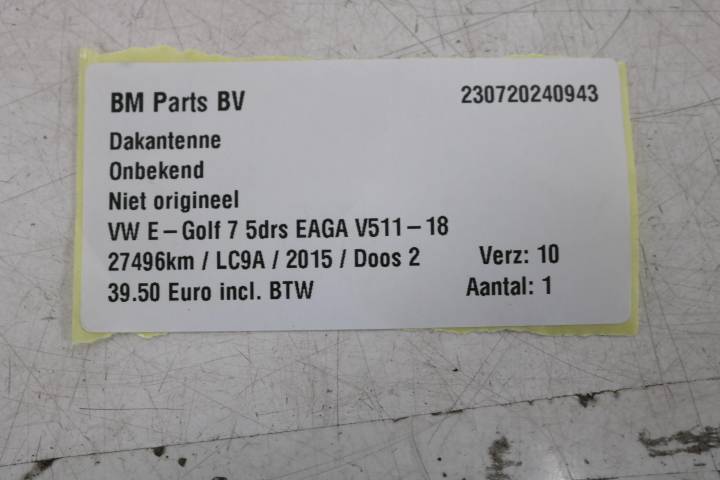 BM Parts BV 230720240943
Dakantenne
Onbekend
Niet origineel
VW E-Golf 7 5drs EAGA V511-18
27496km / LC9A / 2015 / Doos 2 Verz: 10
39.50 Euro incl. BTW Aantal: 1